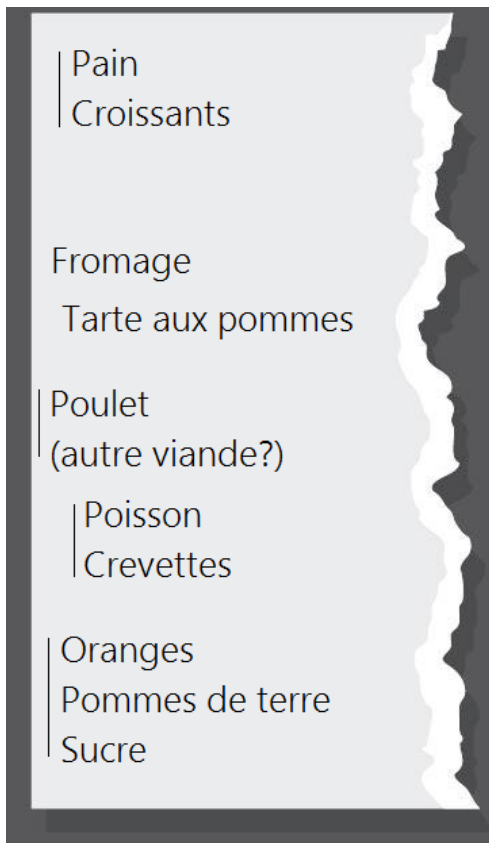 Pain
Croissants
Fromage
Tarte aux pommes
Poulet
(autre viande?)
Poisson
Crevettes
Oranges
Pommes de terre
Sucre